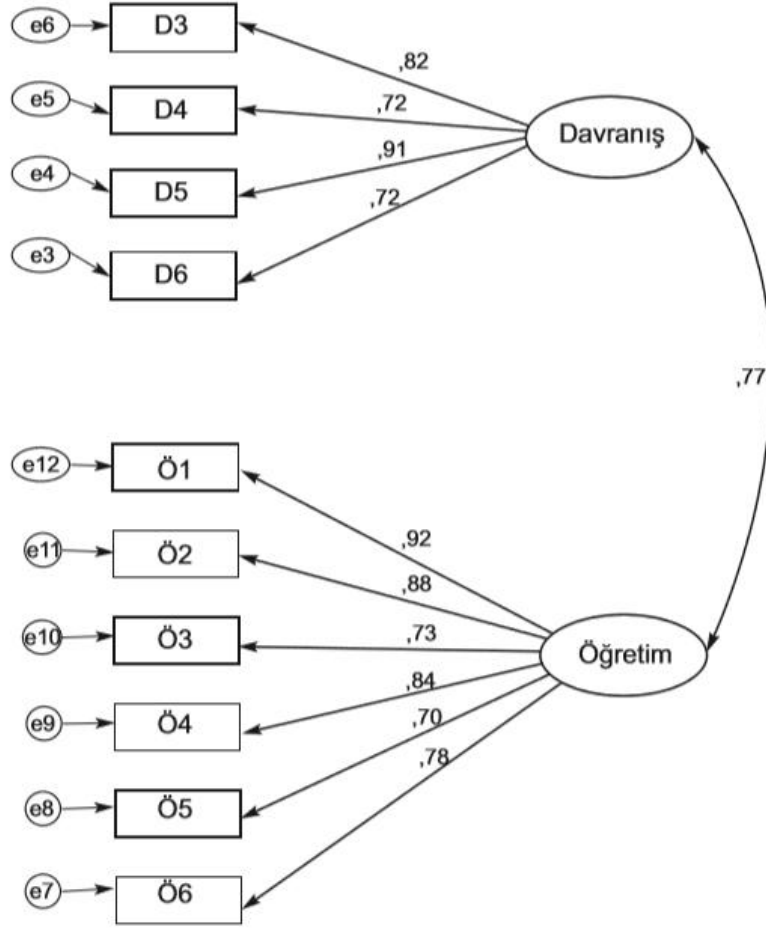 e6
D3
,82
e5
D4
,72
Davranış
e4
D5
,91
e3
D6
,72
,77
e12
Ö1
,92
e11
Ö2
,88
e10
Ö3
,73
Öğretim
e9
Ö4
,84
e8
Ö5
,70
e7
Ö6
,78